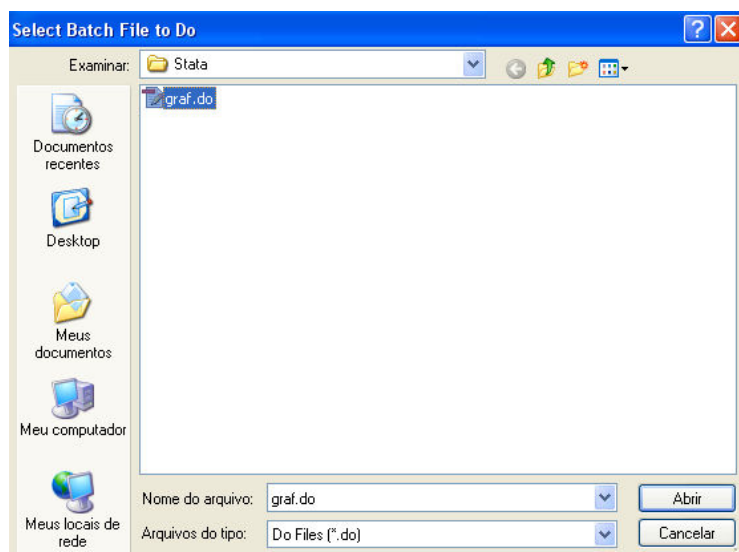 Select Batch File to Do
Examinar: Stata
graf.do
Documentos
recentes
Desktop
Meus
documentos
Meu computador
Meus locais de
rede
Nome do arquivo: graf.do Abrir
Arquivos do tipo: Do Files (*.do) Cancelar